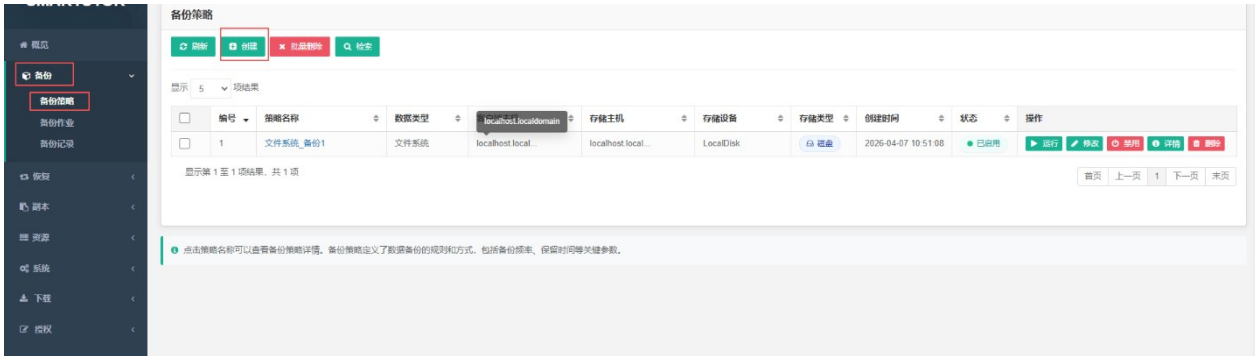 备份策略
概览
刷新 创建 批量删除 检索
备份
显示 5 项结果
备份策略
编号 策略名称 数据类型 存储主机 存储设备 存储类型 创建时间 状态 操作
localhost.localdomain
备份作业
1 文件系统_备份1 文件系统 localhost.local... localhost.local... LocalDisk 磁盘 2026-04-07 10:51:08 已启用 运行 修改 禁用 详情 删除
备份记录
显示第 1 至 1 项结果，共 1 项
首页 上一页 1 下一页 末页
恢复
副本
资源
点击策略名称可以查看备份策略详情。备份策略定义了数据备份的规则和方式，包括备份频率、保留时间等关键参数。
系统
下载
授权